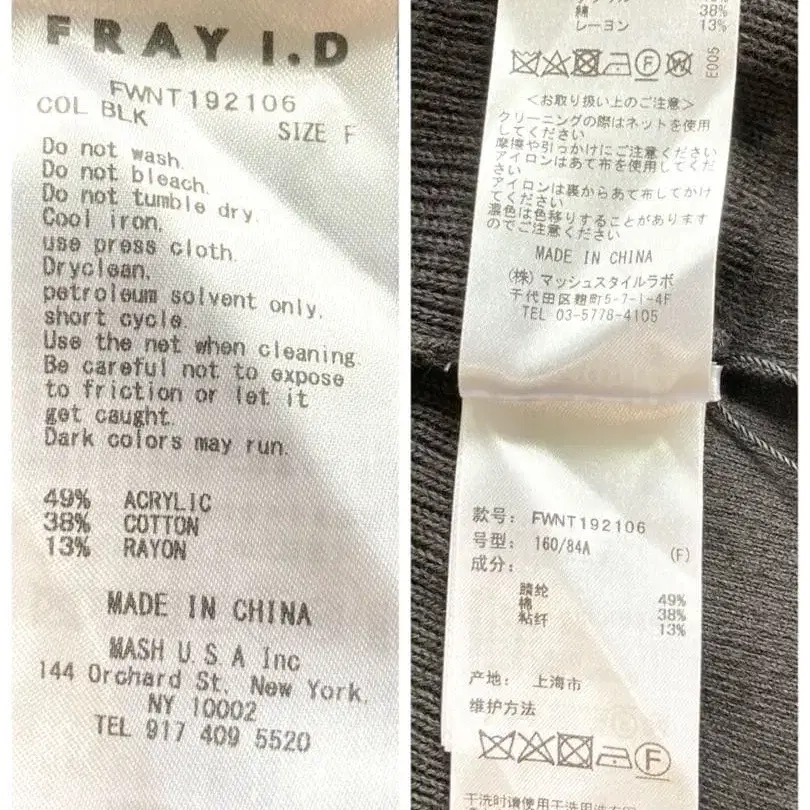 FRAY I.D
FWNT192106
COL BLK
SIZE F
Do not wash.
Do not bleach.
Do not tumble dry.
Cool iron.
use press cloth.
Dryclean.
petroleum solvent only.
short cycle.
Use the net when cleaning.
Be careful not to expose
to friction or let it
get caught.
Dark colors may run.
49% ACRYLIC
38% COTTON
13% RAYON
MADE IN CHINA
MASH U S A Inc
144 Orchard St, New York,
NY 10002
TEL 917 409 5520
綿 38%
レーヨン 13%
F W E005
<お取り扱い上のご注意>
クリーニングの際はネットを使用
してください
摩擦や引っかけにご注意ください
アイロンはあて布を使用してくだ
さい
アイロンは裏からあて布してかけ
てください
濃色は色移りすることがあります
のでご注意ください
MADE IN CHINA
(株)マッシュスタイルラボ
千代田区麹町5-7-1-4F
TEL 03-5778-4105
款号: FWNT192106
号型: 160/84A (F)
成分:
腈纶 49%
棉 38%
粘纤 13%
产地: 上海市
维护方法
F